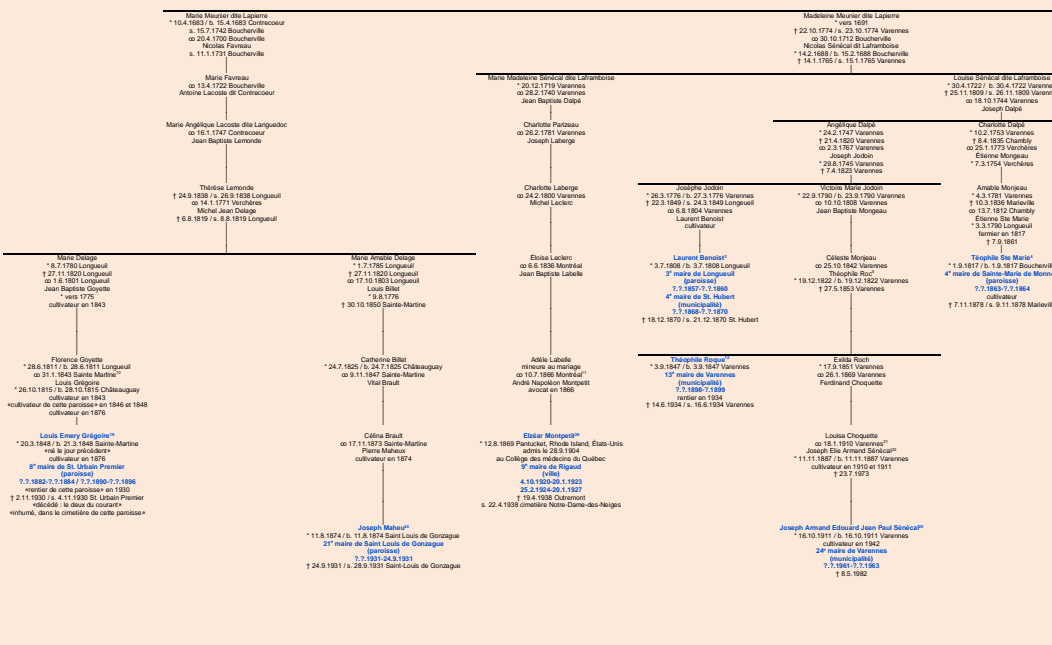 Marie Meunier dite Lapierre
* 10.4.1683 / b. 15.4.1683 Contrecoeur
s. 15.7.1742 Boucherville
∞ 20.4.1700 Boucherville
Nicolas Favreau
s. 11.1.1731 Boucherville
Madeleine Meunier dite Lapierre
* vers 1691
† 22.10.1774 / s. 23.10.1774 Varennes
∞ 30.10.1712 Boucherville
Nicolas Sénécal dit Laframboise
* 14.2.1688 / b. 15.2.1688 Boucherville
† 14.1.1765 / s. 15.1.1765 Varennes
Marie Favreau
∞ 13.4.1722 Boucherville
Antoine Lacoste dit Contrecoeur
Marie Madeleine Sénécal dite Laframboise
* 20.12.1719 Varennes
∞ 28.2.1740 Varennes
Jean Baptiste Dalpé
Louise Sénécal dite Laframboise
* 30.4.1722 / b. 30.4.1722 Varenne
† 25.11.1809 / s. 26.11.1809 Varenn
∞ 18.10.1744 Varennes
Joseph Dalpé
Marie Angélique Lacoste dite Languedoc
∞ 16.1.1747 Contrecoeur
Jean Baptiste Lemonde
Charlotte Parizeau
∞ 26.2.1781 Varennes
Joseph Laberge
Angélique Dalpé
* 24.2.1747 Varennes
† 21.4.1820 Varennes
∞ 2.3.1767 Varennes
Joseph Jodoin
* 29.8.1745 Varennes
† 7.4.1823 Varennes
Charlotte Dalpé
* 10.2.1753 Varennes
† 8.4.1835 Chambly
∞ 25.1.1773 Verchères
Étienne Mongeau
* 7.3.1754 Verchères
Thérèse Lemonde
† 24.9.1838 / s. 26.9.1838 Longueuil
∞ 14.1.1771 Verchères
Michel Jean Delage
† 6.8.1819 / s. 8.8.1819 Longueuil
Charlotte Laberge
∞ 24.2.1800 Varennes
Michel Leclerc
Josèphe Jodoin
* 26.3.1776 / b. 27.3.1776 Varennes
† 22.3.1849 / s. 24.3.1849 Longeueil
∞ 6.8.1804 Varennes
Laurent Benoist
cultivateur
Victoire Marie Jodoin
* 22.9.1790 / b. 23.9.1790 Varennes
∞ 10.10.1808 Varennes
Jean Baptiste Mongeau
Amable Monjeau
* 4.3.1781 Varennes
† 10.3.1836 Marieville
∞ 13.7.1812 Chambly
Étienne Ste Marie
* 3.3.1790 Longueuil
fermier en 1817
† 7.9.1861
Marie Delage
* 8.7.1780 Longueuil
† 27.11.1820 Longueuil
∞ 1.6.1801 Longueuil
Jean Baptiste Goyette
* vers 1775
cultivateur en 1843
Marie Amable Delage
* 1.7.1785 Longueuil
† 27.11.1820 Longueuil
∞ 17.10.1803 Longueuil
Louis Billet
* 9.8.1776
† 30.10.1850 Sainte-Martine
Éloise Leclerc
∞ 6.6.1836 Montréal
Jean Baptiste Labelle
Laurent Benoist²
* 3.7.1808 / b. 3.7.1808 Longueuil
3° maire de Longueuil
(paroisse)
?.?.1857-?.?.1860
4° maire de St. Hubert
(municipalité)
?.?.1868-?.?.1870
† 18.12.1870 / s. 21.12.1870 St. Hubert
Céleste Monjeau
∞ 25.10.1842 Varennes
Théophile Roc³
* 19.12.1822 / b. 19.12.1822 Varennes
† 27.5.1853 Varennes
Téophile Ste Marie⁴
* 1.9.1817 / b. 1.9.1817 Bouchervill
4° maire de Sainte-Marie de Monno
(paroisse)
?.?.1863-?.?.1864
cultivateur
† 7.11.1878 / s. 9.11.1878 Marievill
Florence Goyette
* 28.6.1811 / b. 28.6.1811 Longueuil
∞ 31.1.1843 Sainte Martine¹⁰
Louis Grégoire
* 26.10.1815 / b. 28.10.1815 Châteauguay
cultivateur en 1843
«cultivateur de cette paroisse» en 1846 et 1848
cultivateur en 1876
Catherine Billet
* 24.7.1825 / b. 24.7.1825 Châteauguay
∞ 9.11.1847 Sainte-Martine
Vital Brault
Adèle Labelle
mineure au mariage
∞ 10.7.1866 Montréal¹¹
André Napoléon Montpetit
avocat en 1866
Théophile Roque¹²
* 3.9.1847 / b. 3.9.1847 Varennes
13° maire de Varennes
(municipalité)
?.?.1898-?.1899
rentier en 1934
† 14.6.1934 / s. 16.6.1934 Varennes
Exilda Roch
* 17.9.1851 Varennes
∞ 26.1.1869 Varennes
Ferdinand Choquette
Louis Emery Grégoire¹⁹
* 20.3.1848 / b. 21.3.1848 Sainte-Martine
«né le jour précédent»
cultivateur en 1876
8° maire de St. Urbain Premier
(paroisse)
?.?.1882-?.?.1884 / ?.?.1890-?.?.1896
«rentier de cette paroisse» en 1930
† 2.11.1930 / s. 4.11.1930 St. Urbain Premier
«décédé : le deux du courant»
«inhumé, dans le cimetière de cette paroisse»
Célina Brault
∞ 17.11.1873 Sainte-Martine
Pierre Maheux
cultivateur en 1874
Elzéar Montpetit²⁰
* 12.8.1869 Pantucket, Rhode Island, États-Unis
admis le 28.9.1904
au Collège des médecins du Québec
9° maire de Rigaud
(ville)
4.10.1920-20.1.1923
25.2.1924-20.1.1927
† 19.4.1938 Outremont
s. 22.4.1938 cimetière Notre-Dame-des-Neiges
Louisa Choquette
∞ 18.1.1910 Varennes²¹
Joseph Elie Armand Sénécal²²
* 11.11.1887 / b. 11.11.1887 Varennes
cultivateur en 1910 et 1911
† 23.7.1973
Joseph Maheu²⁴
* 11.8.1874 / b. 11.8.1874 Saint Louis de Gonzague
21° maire de Saint Louis de Gonzague
(paroisse)
?.?.1931-24.9.1931
† 24.9.1931 / s. 28.9.1931 Saint-Louis de Gonzague
Joseph Armand Edouard Jean Paul Sénécal²⁵
* 16.10.1911 / b. 16.10.1911 Varennes
cultivateur en 1942
24ᵉ maire de Varennes
(municipalité)
?.?.1961-?.?.1963
† 8.5.1982